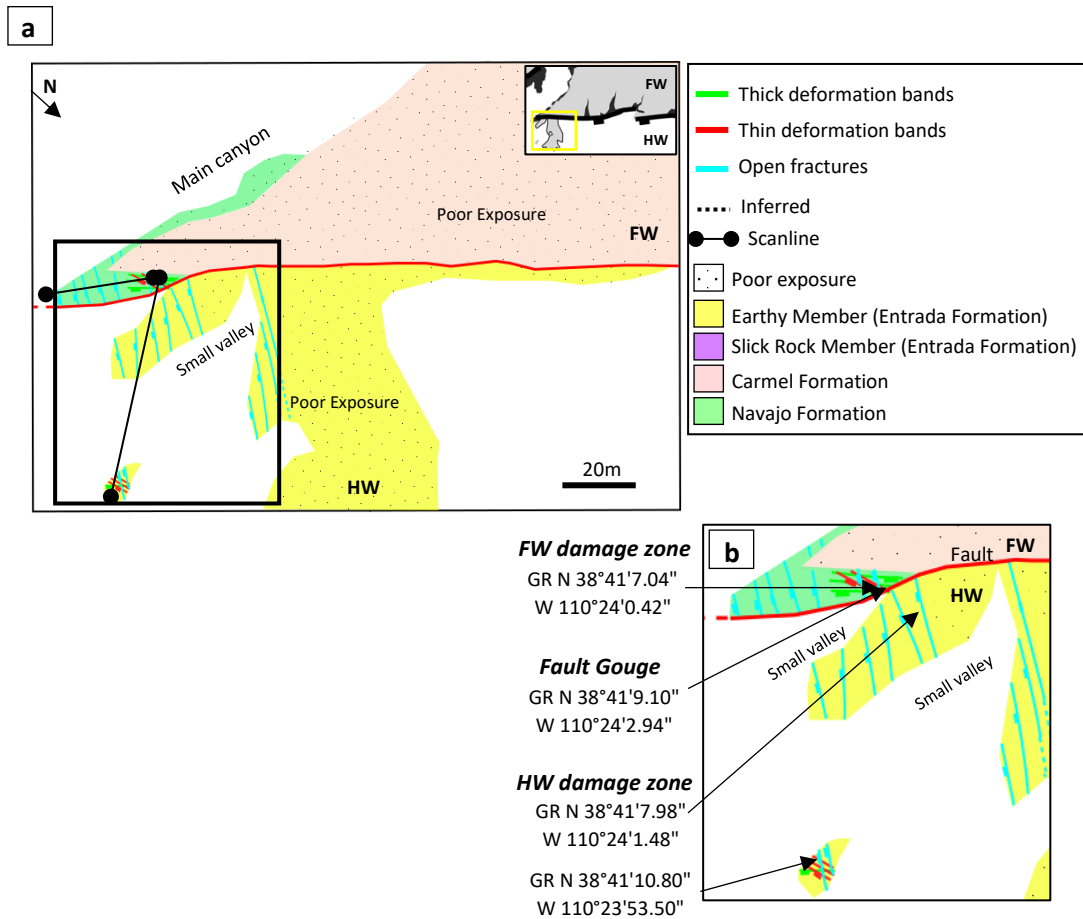 a
N
Main canyon
Poor Exposure
FW
FW
HW
Small valley
Poor Exposure
HW
20m
Thick deformation bands
Thin deformation bands
Open fractures
Inferred
Scanline
Poor exposure
Earthy Member (Entrada Formation)
Slick Rock Member (Entrada Formation)
Carmel Formation
Navajo Formation
FW damage zone
GR N 38°41'7.04"
W 110°24'0.42"
Fault Gouge
GR N 38°41'9.10"
W 110°24'2.94"
HW damage zone
GR N 38°41'7.98"
W 110°24'1.48"
GR N 38°41'10.80"
W 110°23'53.50"
b
Fault
FW
HW
Small valley
Small valley